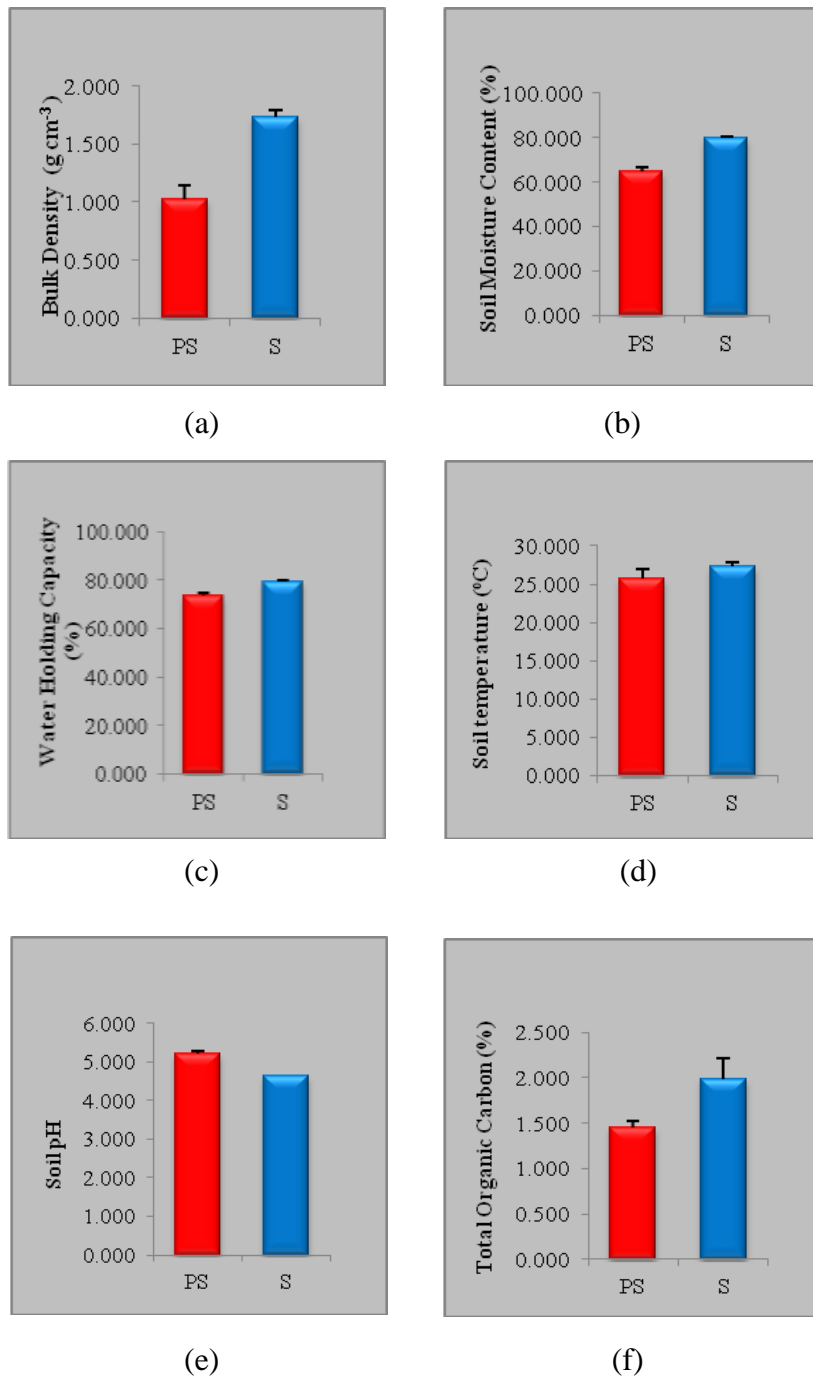 Bulk Density (g cm-3)
2.000
1.500
1.000
0.500
0.000
PS S
(a)
Soil Moisture Content (%)
100.000
80.000
60.000
40.000
20.000
0.000
PS S
(b)
Water Holding Capacity
(%)
100.000
80.000
60.000
40.000
20.000
0.000
PS S
(c)
Soil temperature (⁰C)
30.000
25.000
20.000
15.000
10.000
5.000
0.000
PS S
(d)
Soil pH
6.000
5.000
4.000
3.000
2.000
1.000
0.000
PS S
(e)
Total Organic Carbon (%)
2.500
2.000
1.500
1.000
0.500
0.000
PS S
(f)